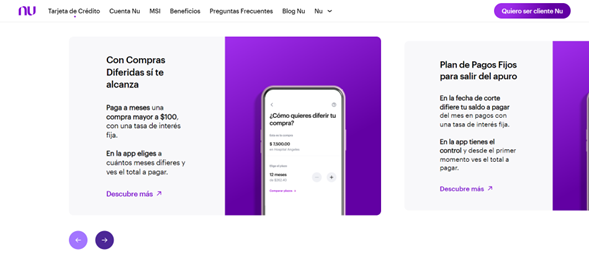 nu
Tarjeta de Crédito
Cuenta Nu
MSI
Beneficios
Preguntas Frecuentes
Blog Nu
Nu
Quiero ser cliente Nu
Con Compras
Diferidas sí te
alcanza
Paga a meses una
compra mayor a $100,
con una tasa de interés
fija.
En la app eliges a
cuántos meses difieres y
ves el total a pagar.
Descubre más
¿Cómo quieres diferir tu
compra?
$ 7,500.00
en Hospital Ángeles
12 meses
Plan de Pagos Fijos
para salir del apuro
En la fecha de corte
difiere tu saldo a pagar
del mes en pagos con
una tasa de interés fija.
En la app tienes el
control y desde el primer
momento ves el total a
pagar.
Descubre más